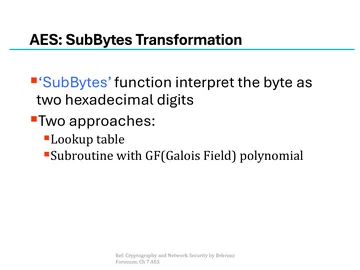 AES: SubBytes Transformation
‘SubBytes’ function interpret the byte as
two hexadecimal digits
Two approaches:
Lookup table
Subroutine with GF(Galois Field) polynomial
Ref: Cryptography and Network Security by Behrouz
Forouzan, Ch 7 AES